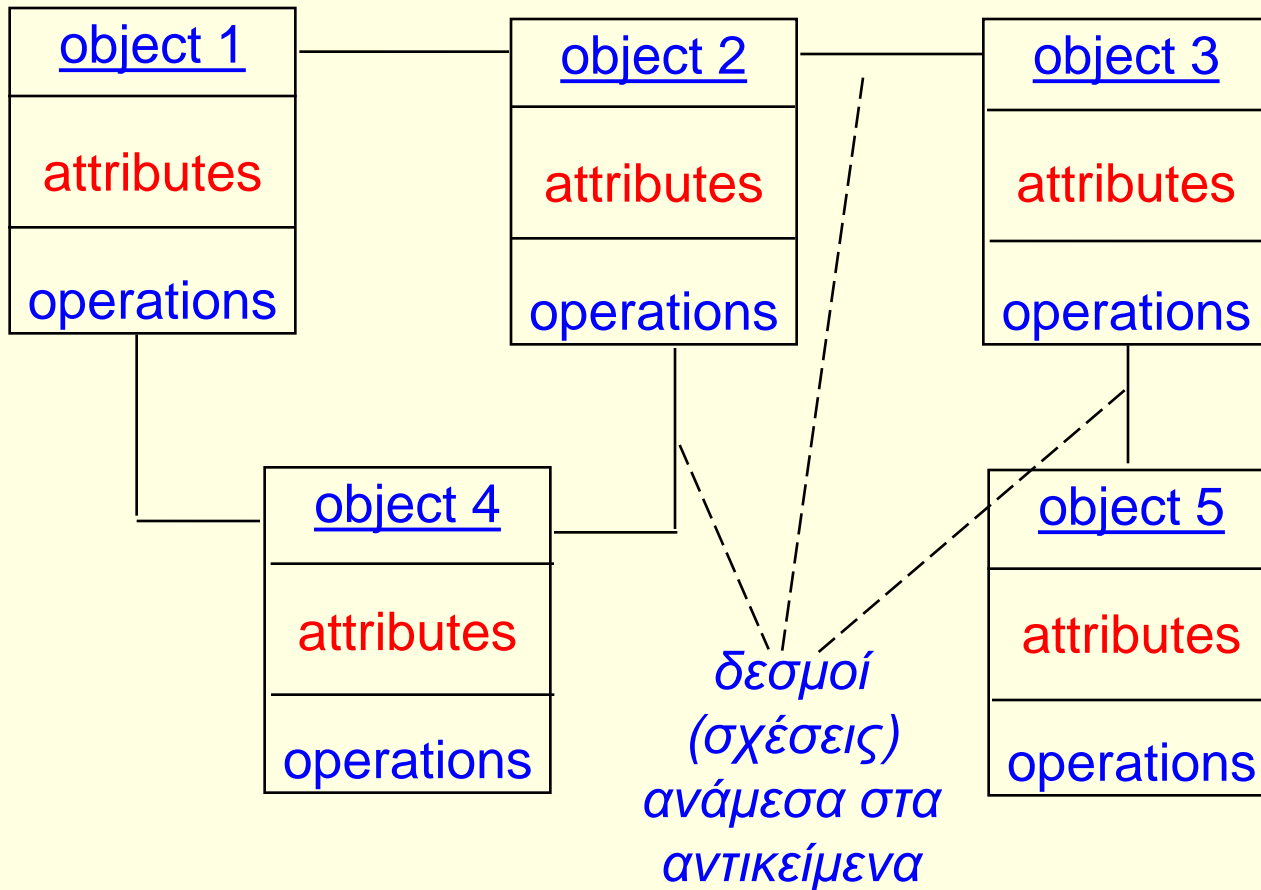 object 1
attributes
operations
object 2
attributes
operations
object 3
attributes
operations
object 4
attributes
operations
object 5
attributes
operations
δεσμοί
(σχέσεις)
ανάμεσα στα
αντικείμενα